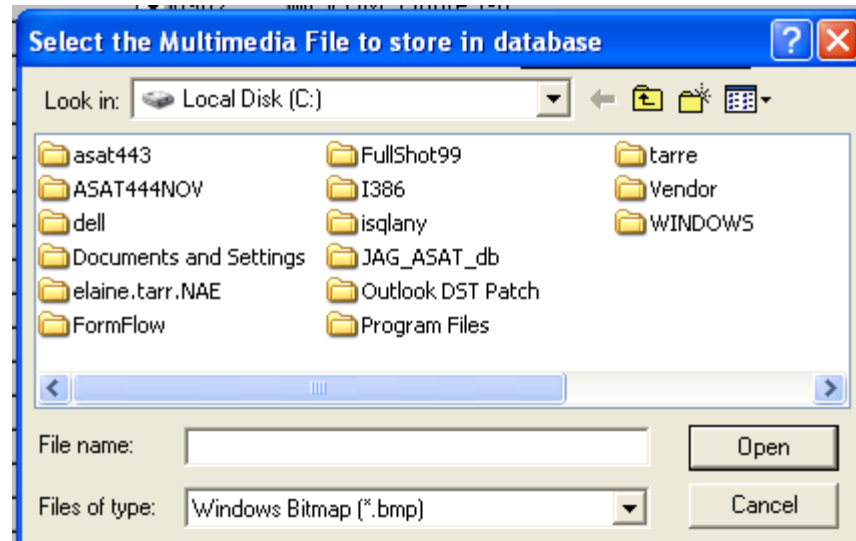 Select the Multimedia File to store in database
Look in: Local Disk (C:)
asat443 FullShot99 tarre
ASAT444NOV I386 Vendor
dell isqlany WINDOWS
Documents and Settings JAG_ASAT_db
elaine.tarr.NAE Outlook DST Patch
FormFlow Program Files
File name: Open
Files of type: Windows Bitmap (*.bmp) Cancel